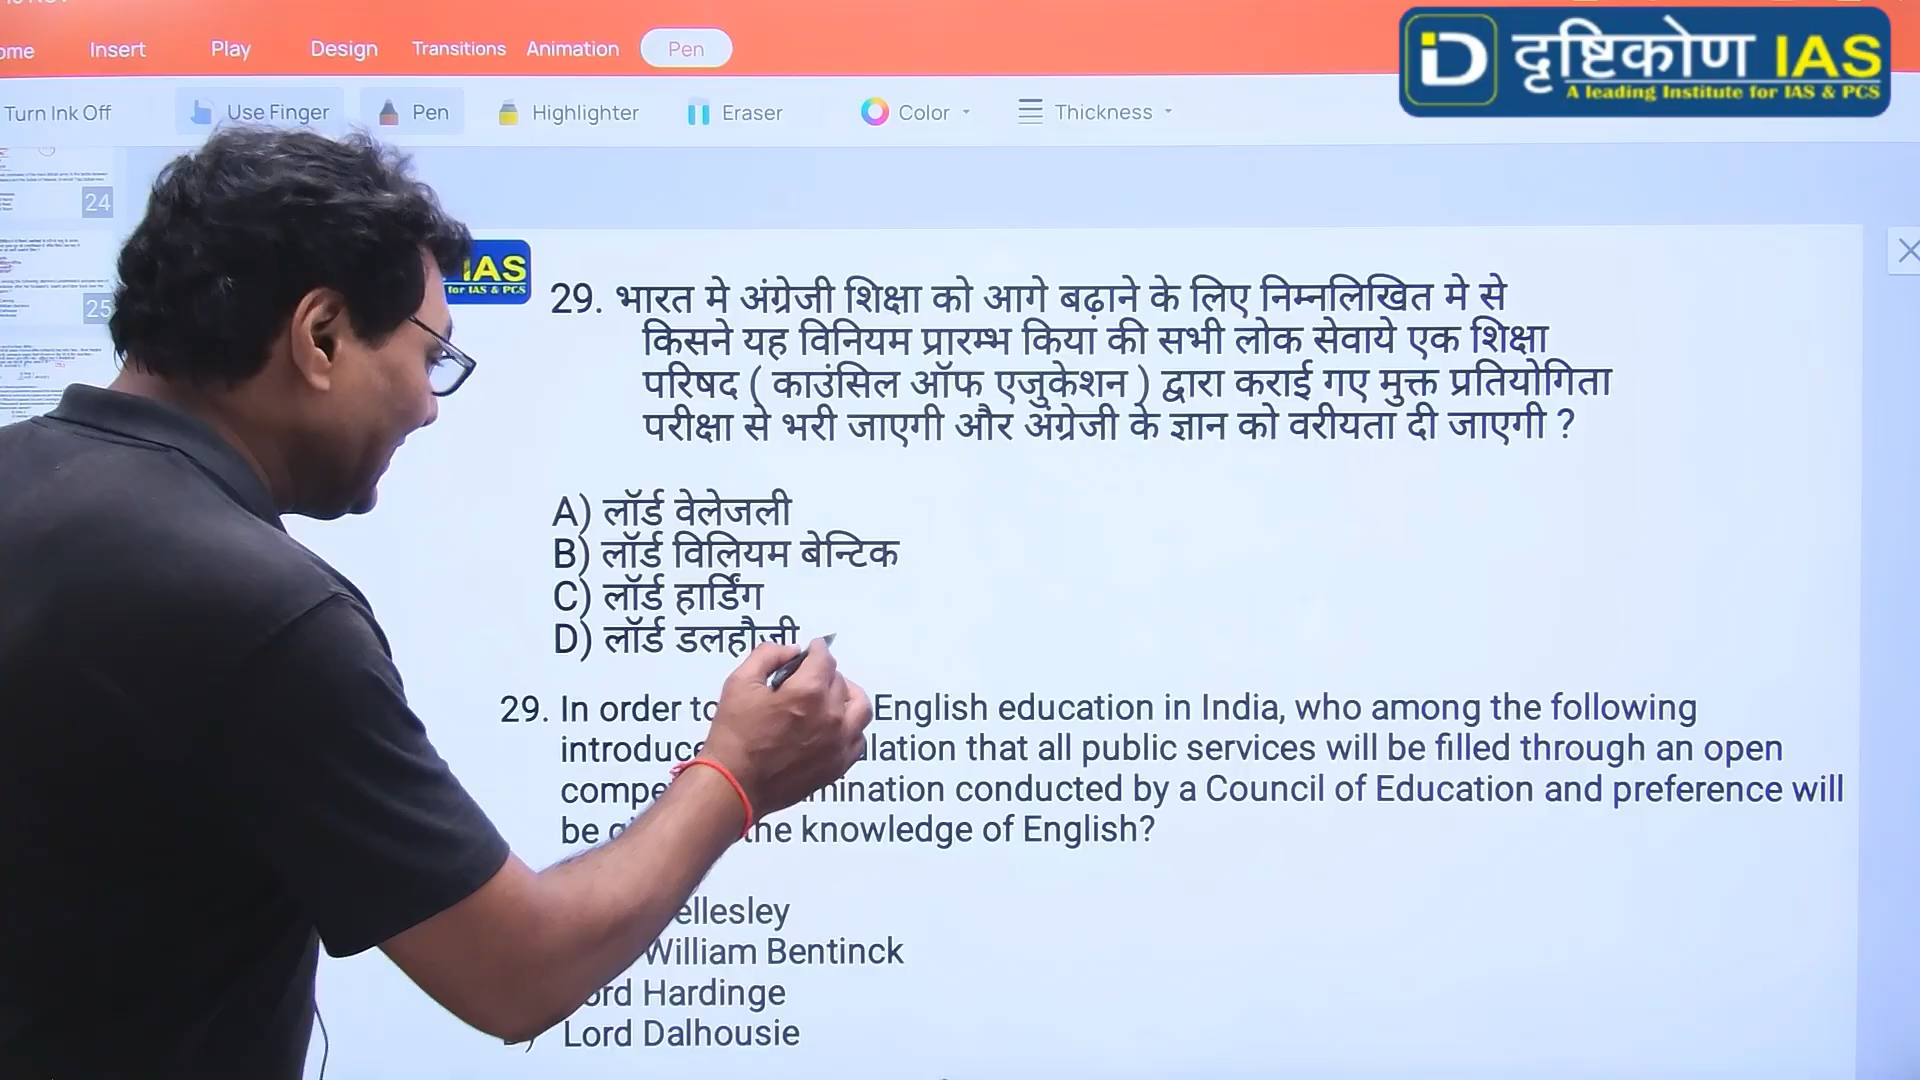 Insert Play Design Transitions Animation Pen
Turn Ink Off Use Finger Pen Highlighter Eraser Color Thickness
दृष्टिकोण IAS
A leading Institute for IAS & PCS
24
25
IAS
for IAS & PCS
29. भारत मे अंग्रेजी शिक्षा को आगे बढ़ाने के लिए निम्नलिखित मे से
किसने यह विनियम प्रारम्भ किया की सभी लोक सेवाये एक शिक्षा
परिषद ( काउंसिल ऑफ एजुकेशन ) द्वारा कराई गए मुक्त प्रतियोगिता
परीक्षा से भरी जाएगी और अंग्रेजी के ज्ञान को वरीयता दी जाएगी ?
A) लॉर्ड वेलेजली
B) लॉर्ड विलियम बेन्टिक
C) लॉर्ड हार्डिंग
D) लॉर्ड डलहौजी
29. In order to English education in India, who among the following
that all public services will be filled through an open
conducted by a Council of Education and preference will
be the knowledge of English?
William Bentinck
Hardinge
Lord Dalhousie